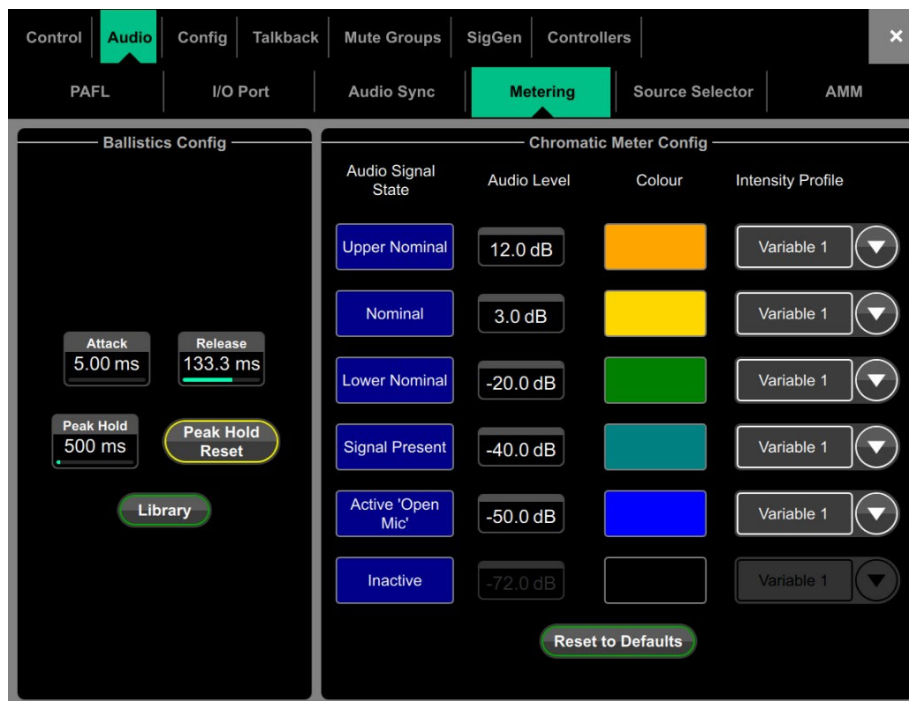 Control Audio Config Talkback Mute Groups SigGen Controllers ×
PAFL I/O Port Audio Sync Metering Source Selector AMM
Ballistics Config
Attack
5.00 ms
Release
133.3 ms
Peak Hold
500 ms
Peak Hold
Reset
Library
Chromatic Meter Config
Audio Signal
State
Audio Level
Colour
Intensity Profile
Upper Nominal
12.0 dB
Variable 1
Nominal
3.0 dB
Variable 1
Lower Nominal
-20.0 dB
Variable 1
Signal Present
-40.0 dB
Variable 1
Active 'Open
Mic'
-50.0 dB
Variable 1
Inactive
-72.0 dB
Variable 1
Reset to Defaults